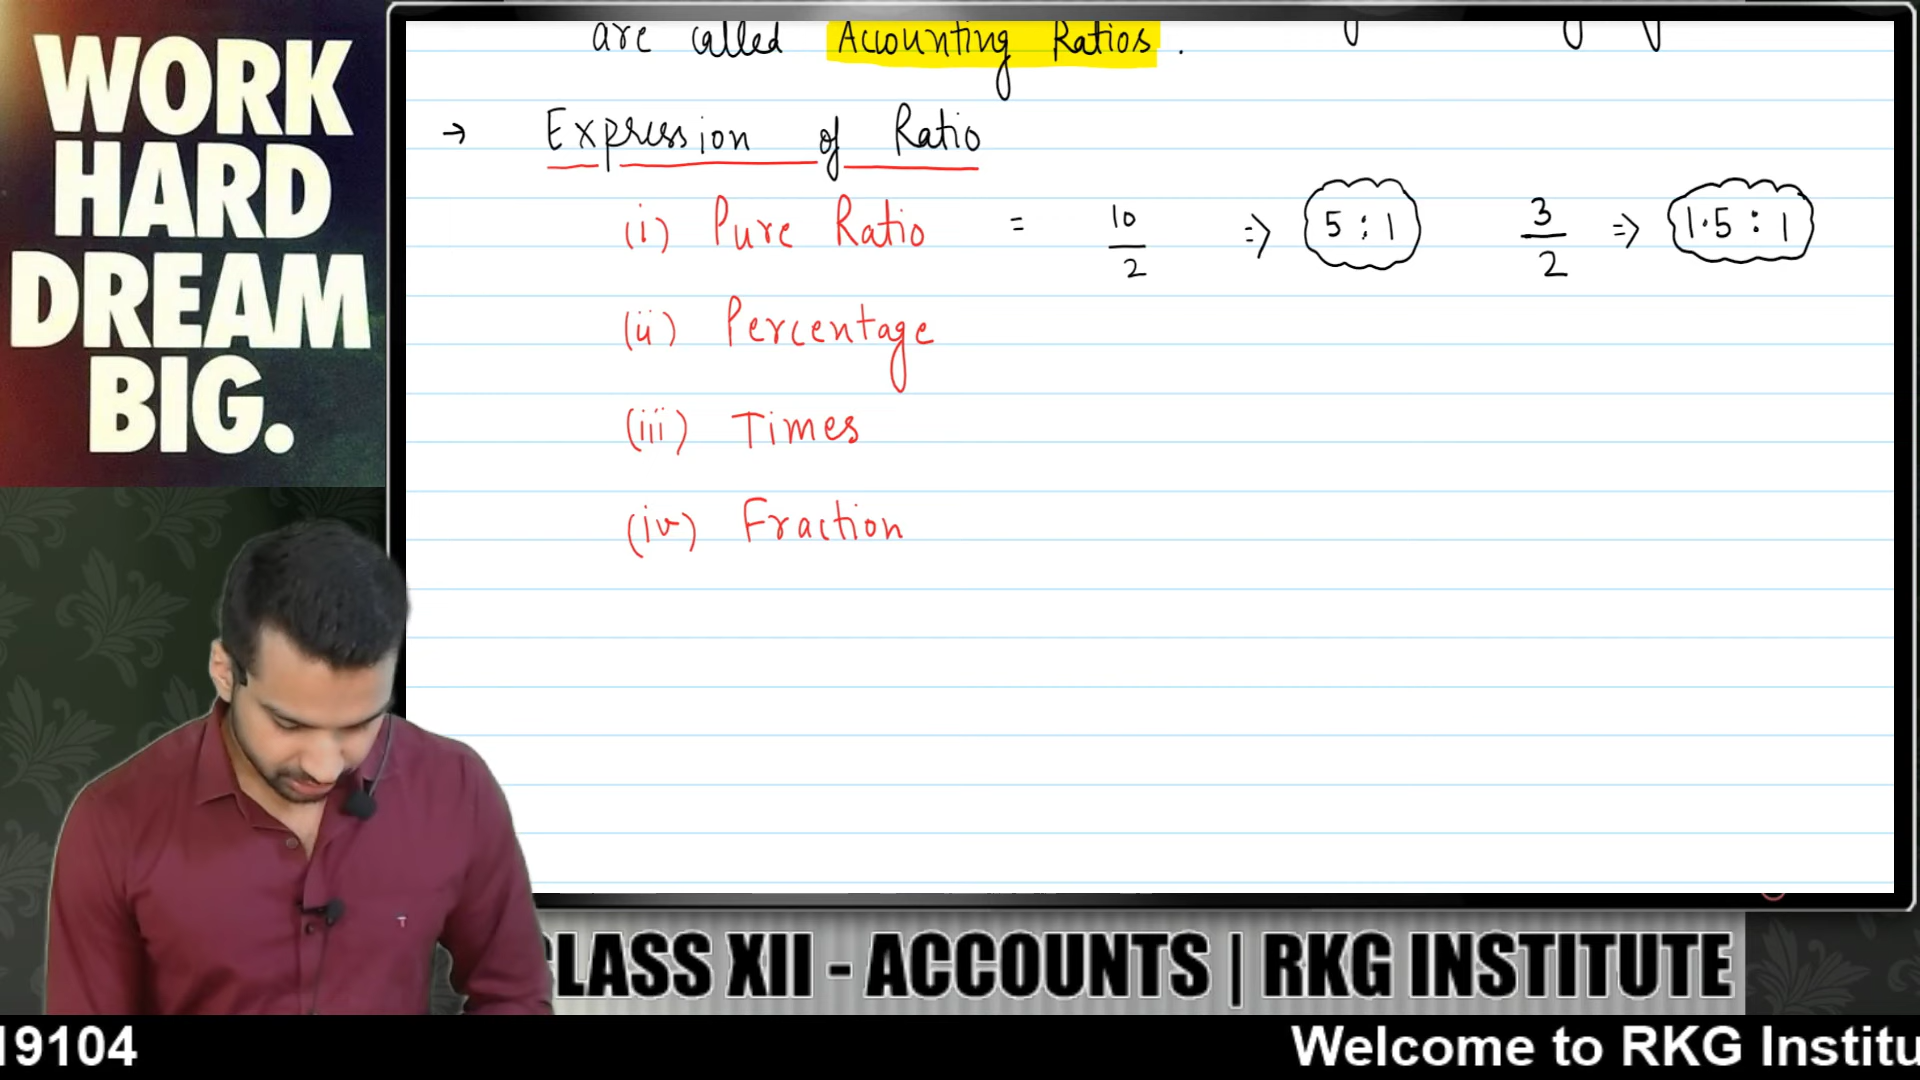 WORK
HARD
DREAM
BIG.
are called Accounting Ratios.
→ Expression of Ratio
(i) Pure Ratio = 10/2 => 5 : 1 3/2 => 1.5 : 1
(ii) Percentage
(iii) Times
(iv) Fraction
T
CLASS XII - ACCOUNTS | RKG INSTITUTE
19104 Welcome to RKG Institu